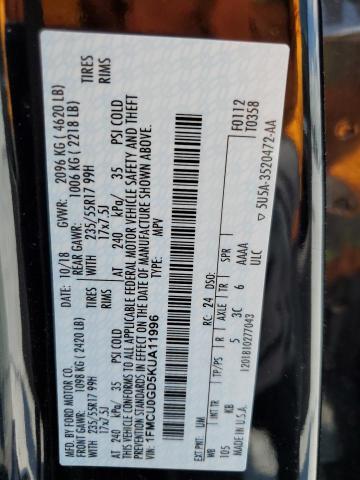 MFD. BY FORD MOTOR CO.
DATE: 10/18 GVWR: 2096 KG ( 4620 LB)
1098 KG (2420 LB) REAR GAWR: 1006 KG ( 2218 LB)
235/55R17 99H TIRES 235/55R17 99H TIRES
17x7.5J RIMS 17x7.5J RIMS
AT 240 kPa/ 35 PSI COLD AT 240 kPa/ 35 PSI COLD
THIS VEHICLE CONFORMS TO ALL APPLICABLE FEDERAL MOTOR VEHICLE SAFETY AND THEFT
PREVENTION STANDARDS IN EFFECT ON THE DATE OF MANUFACTURE SHOWN ABOVE.
VIN: 1FMCU0GD5KUA11996
TYPE: MPV
F0112
T0358
EXT PNT: UM RC: 24 DSO:
WB INT TR TP/PS R AXLE TR SPR
105 KB 5 3C 6 AAAA
ULC
▽ 5U5A-3520472-AA
MADE IN U.S.A. 120181027043